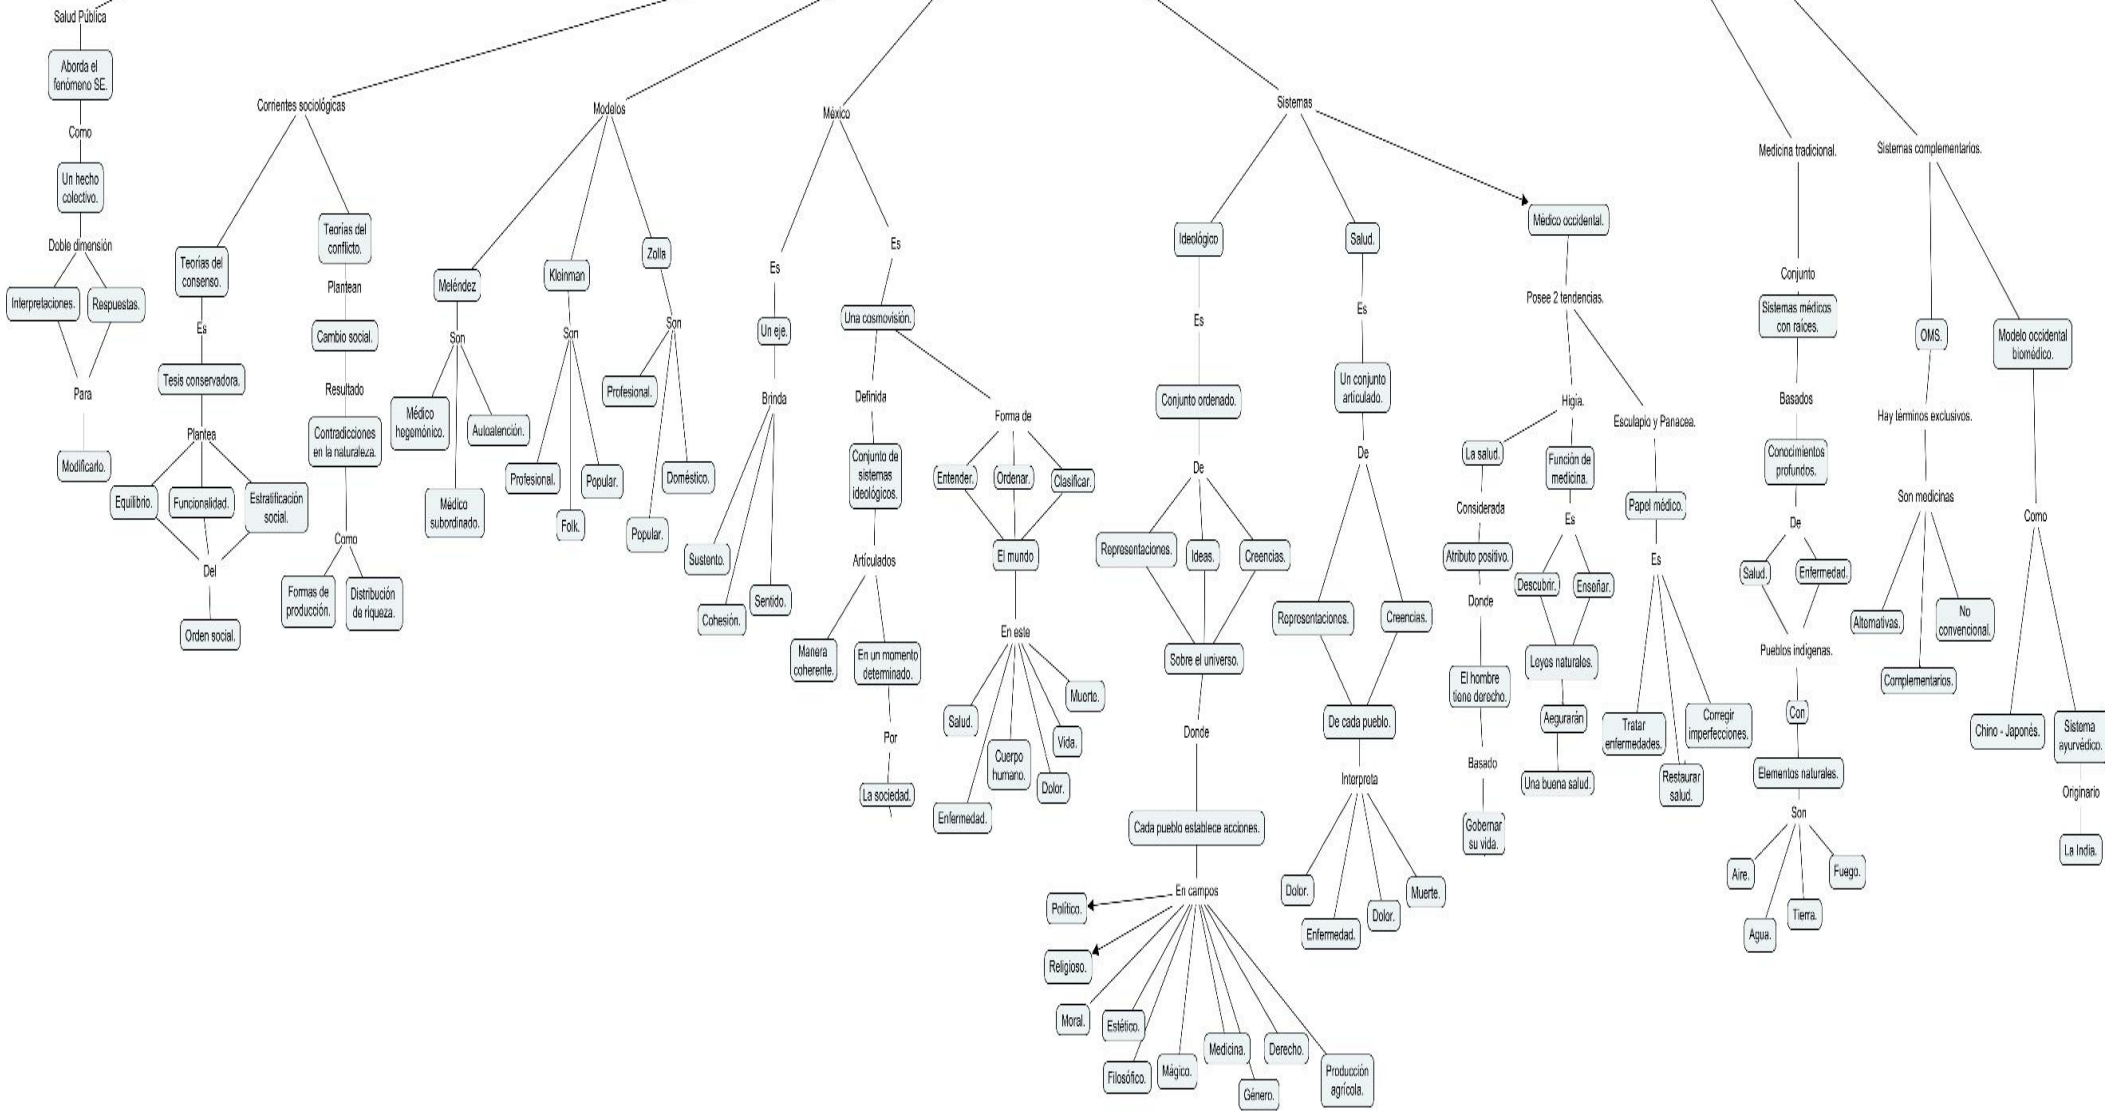 Salud Pública
Aborda el
fenómeno SE.
Como
Un hecho
colectivo.
Doble dimensión
Interpretaciones.
Respuestas.
Para
Modificarlo.
Corrientes sociológicas
Teorías del
consenso.
Es
Tesis conservadora.
Plantea
Equilibrio.
Funcionalidad.
Estratificación
social.
Del
Orden social.
Teorías del
conflicto.
Plantean
Cambio social.
Resultado
Contradicciones
en la naturaleza.
Como
Formas de
producción.
Distribución
de riqueza.
Modelos
Meléndez
Son
Médico
hegemónico.
Médico
subordinado.
Autoatención.
Kleinman
Son
Profesional.
Folk.
Popular.
Zolla
Son
Profesional.
Popular.
Doméstico.
México
Es
Un eje.
Brinda
Sustento.
Cohesión.
Sentido.
Es
Una cosmovisión.
Definida
Conjunto de
sistemas
ideológicos.
Artículados
Manera
coherente.
En un momento
determinado.
Por
La sociedad.
Forma de
Entender.
Ordenar.
Clasificar.
El mundo
En este
Salud.
Enfermedad.
Cuerpo
humano.
Dolor.
Vida.
Muerte.
Sistemas
Ideológico
Es
Conjunto ordenado.
De
Representaciones.
Ideas.
Creencias.
Sobre el universo.
Donde
Cada pueblo establece acciones.
En campos
Político.
Religioso.
Moral.
Estético.
Filosófico.
Mágico.
Medicina.
Género.
Derecho.
Producción
agrícola.
Salud.
Es
Un conjunto
articulado.
De
Representaciones.
Creencias.
De cada pueblo.
Interpreta
Dolor.
Enfermedad.
Dolor.
Muerte.
Médico occidental.
Posee 2 tendencias.
Higia.
La salud.
Considerada
Atributo positivo.
Donde
El hombre
tiene derecho.
Basado
Gobernar
su vida.
Función de
medicina.
Es
Descubrir.
Enseñar.
Leyes naturales.
Aegurarán
Una buena salud.
Esculapio y Panacea.
Papel médico.
Es
Tratar
enfermedades.
Restaurar
salud.
Corregir
imperfecciones.
Medicina tradicional.
Conjunto
Sistemas médicos
con raíces.
Basados
Conocimientos
profundos.
De
Salud.
Enfermedad.
Pueblos indígenas.
Con
Elementos naturales.
Son
Aire.
Agua.
Tierra.
Fuego.
Sistemas complementarios.
OMS.
Hay términos exclusivos.
Son medicinas
Alternativas.
Complementarios.
No
convencional.
Modelo occidental
biomédico.
Como
Chino - Japonés.
Sistema
ayurvédico.
Originario
La India.